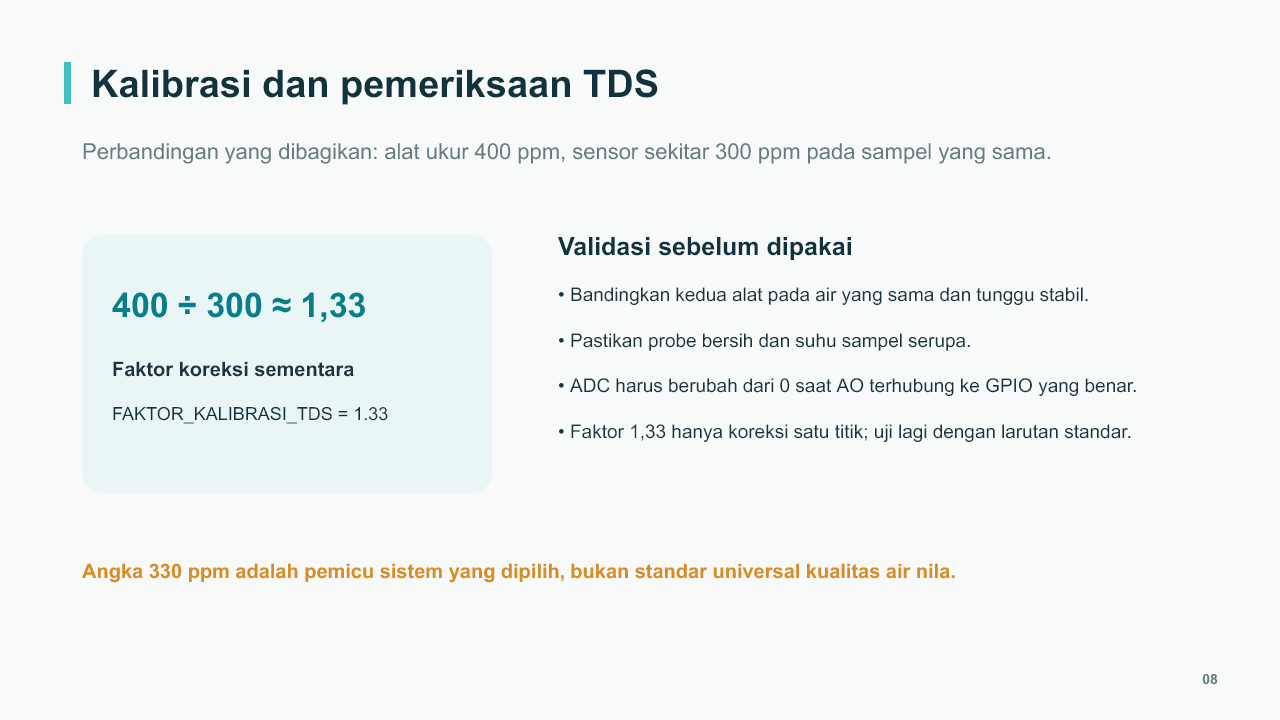 Kalibrasi dan pemeriksaan TDS
Perbandingan yang dibagikan: alat ukur 400 ppm, sensor sekitar 300 ppm pada sampel yang sama.
400 ÷ 300 ≈ 1,33
Faktor koreksi sementara
FAKTOR_KALIBRASI_TDS = 1.33
Validasi sebelum dipakai
• Bandingkan kedua alat pada air yang sama dan tunggu stabil.
• Pastikan probe bersih dan suhu sampel serupa.
• ADC harus berubah dari 0 saat AO terhubung ke GPIO yang benar.
• Faktor 1,33 hanya koreksi satu titik; uji lagi dengan larutan standar.
Angka 330 ppm adalah pemicu sistem yang dipilih, bukan standar universal kualitas air nila.
08